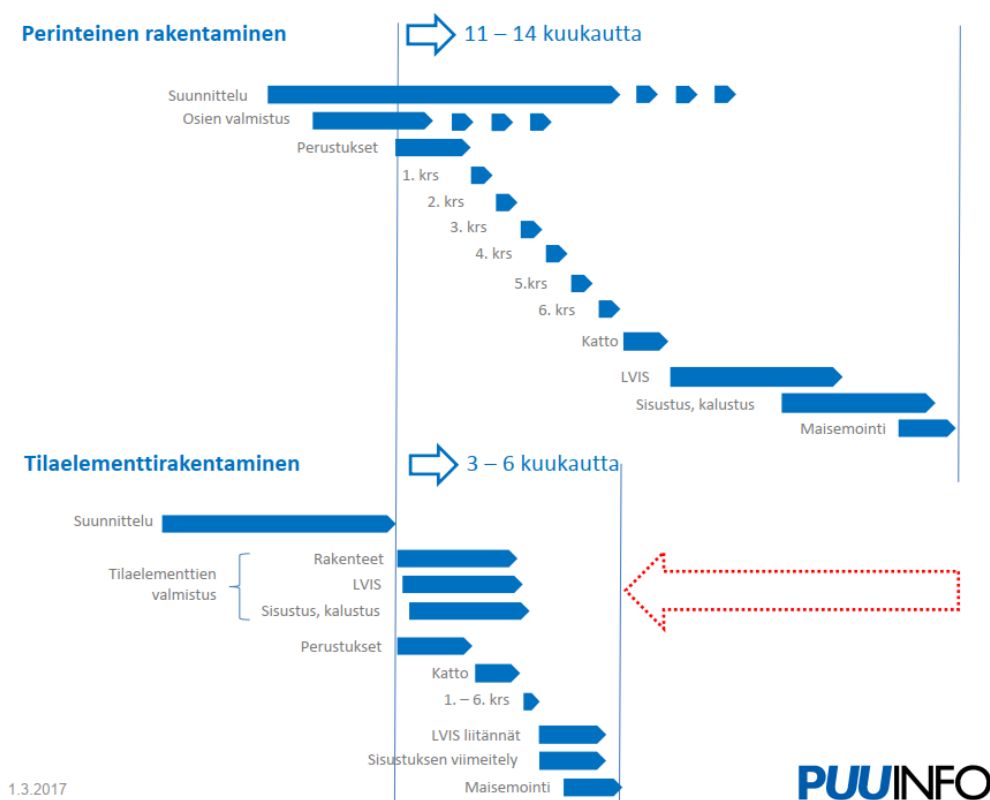 Perinteinen rakentaminen
11 – 14 kuukautta
Suunnittelu
Osien valmistus
Perustukset
1. krs
2. krs
3. krs
4. krs
5.krs
6. krs
Katto
LVIS
Sisustus, kalustus
Maisemointi
Tilaelementtirakentaminen
3 – 6 kuukautta
Suunnittelu
Tilaelementtien
valmistus
Rakenteet
LVIS
Sisustus, kalustus
Perustukset
Katto
1. – 6. krs
LVIS liitännät
Sisustuksen viimeitely
Maisemointi
1.3.2017
PUUINFO